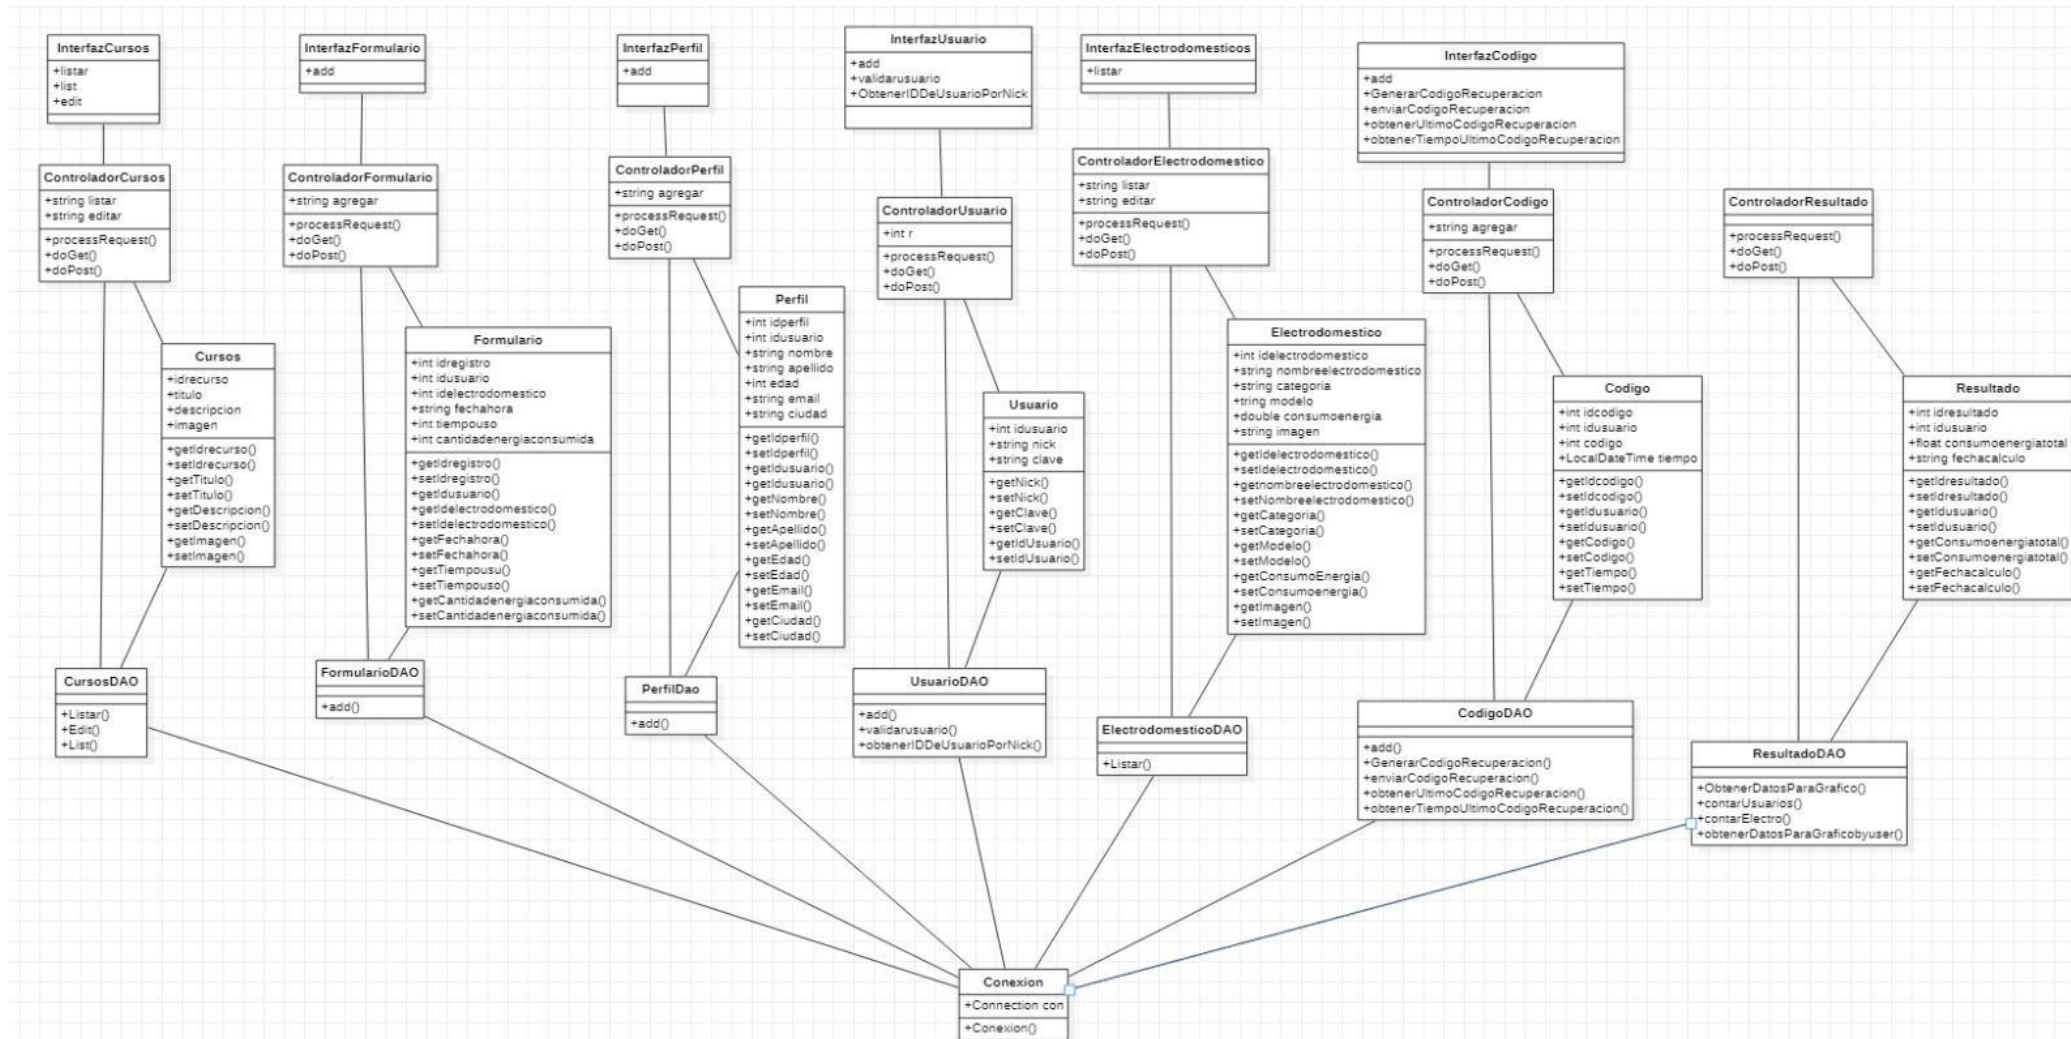 InterfazCursos
+listar
+list
+edit
InterfazFormulario
+add
InterfazPerfil
+add
InterfazUsuario
+add
+validarusuario
+ObtenerIDDeUsuarioPorNick
InterfazElectrodomesticos
+listar
InterfazCodigo
+add
+GenerarCodigoRecuperacion
+enviarCodigoRecuperacion
+obtenerUltimoCodigoRecuperacion
+obtenerTiempoUltimoCodigoRecuperacion
ControladorCursos
+string listar
+string editar
+processRequest()
+doGet()
+doPost()
ControladorFormulario
+string agregar
+processRequest()
+doGet()
+doPost()
ControladorPerfil
+string agregar
+processRequest()
+doGet()
+doPost()
ControladorUsuario
+int r
+processRequest()
+doGet()
+doPost()
ControladorElectrodomestico
+string listar
+string editar
+processRequest()
+doGet()
+doPost()
ControladorCodigo
+string agregar
+processRequest()
+doGet()
+doPost()
ControladorResultado
+processRequest()
+doGet()
+doPost()
Cursos
+idrecurso
+titulo
+descripcion
+imagen
+getIdrecurso()
+setIdrecurso()
+getTitulo()
+setTitulo()
+getDescripcion()
+setDescripcion()
+getImagen()
+setImagen()
Formulario
+int idregistro
+int idusuario
+int idelectrodomestico
+string fechahora
+int tiempouso
+int cantidadenergiaconsumida
+getIdregistro()
+setIdregistro()
+getIdusuario()
+getIdelectrodomestico()
+setIdelectrodomestico()
+getFechahora()
+setFechahora()
+getTiempousu()
+setTiempouso()
+getCantidadenergiaconsumida()
+setCantidadenergiaconsumida()
Perfil
+int idperfil
+int idusuario
+string nombre
+string apellido
+int edad
+string email
+string ciudad
+getIdperfil()
+setIdperfil()
+getIdusuario()
+getIdusuario()
+getNombre()
+setNombre()
+getApellido()
+setApellido()
+getEdad()
+setEdad()
+getEmail()
+setEmail()
+getCiudad()
+setCiudad()
Usuario
+int idusuario
+string nick
+string clave
+getNick()
+setNick()
+getClave()
+setClave()
+getIdUsuario()
+setIdUsuario()
Electrodomestico
+int idelectrodomestico
+string nombreelectrodomestico
+string categoria
+tring modelo
+double consumoenergia
+string imagen
+getIdelectrodomestico()
+setIdelectrodomestico()
+getnombreelectrodomestico()
+setNombreelectrodomestico()
+getCategoria()
+setCategoria()
+getModelo()
+setModelo()
+getConsumoEnergia()
+setConsumoenergia()
+getImagen()
+setImagen()
Codigo
+int idcodigo
+int idusuario
+int codigo
+LocalDateTime tiempo
+getIdcodigo()
+setIdcodigo()
+getIdusuario()
+setIdusuario()
+getCodigo()
+setCodigo()
+getTiempo()
+setTiempo()
Resultado
+int idresultado
+int idusuario
+float consumoenergiatotal
+string fechacalculo
+getIdresultado()
+setIdresultado()
+getIdusuario()
+setIdusuario()
+getConsumoenergiatotal()
+setConsumoenergiatotal()
+getFechacalculo()
+setFechacalculo()
CursosDAO
+Listar()
+Edit()
+List()
FormularioDAO
+add()
PerfilDao
+add()
UsuarioDAO
+add()
+validarusuario()
+obtenerIDDeUsuarioPorNick()
ElectrodomesticoDAO
+Listar()
CodigoDAO
+add()
+GenerarCodigoRecuperacion()
+enviarCodigoRecuperacion()
+obtenerUltimoCodigoRecuperacion()
+obtenerTiempoUltimoCodigoRecuperacion()
ResultadoDAO
+ObtenerDatosParaGrafico()
+contarUsuarios()
+contarElectro()
+obtenerDatosParaGraficobyuser()
Conexion
+Connection con
+Conexion()